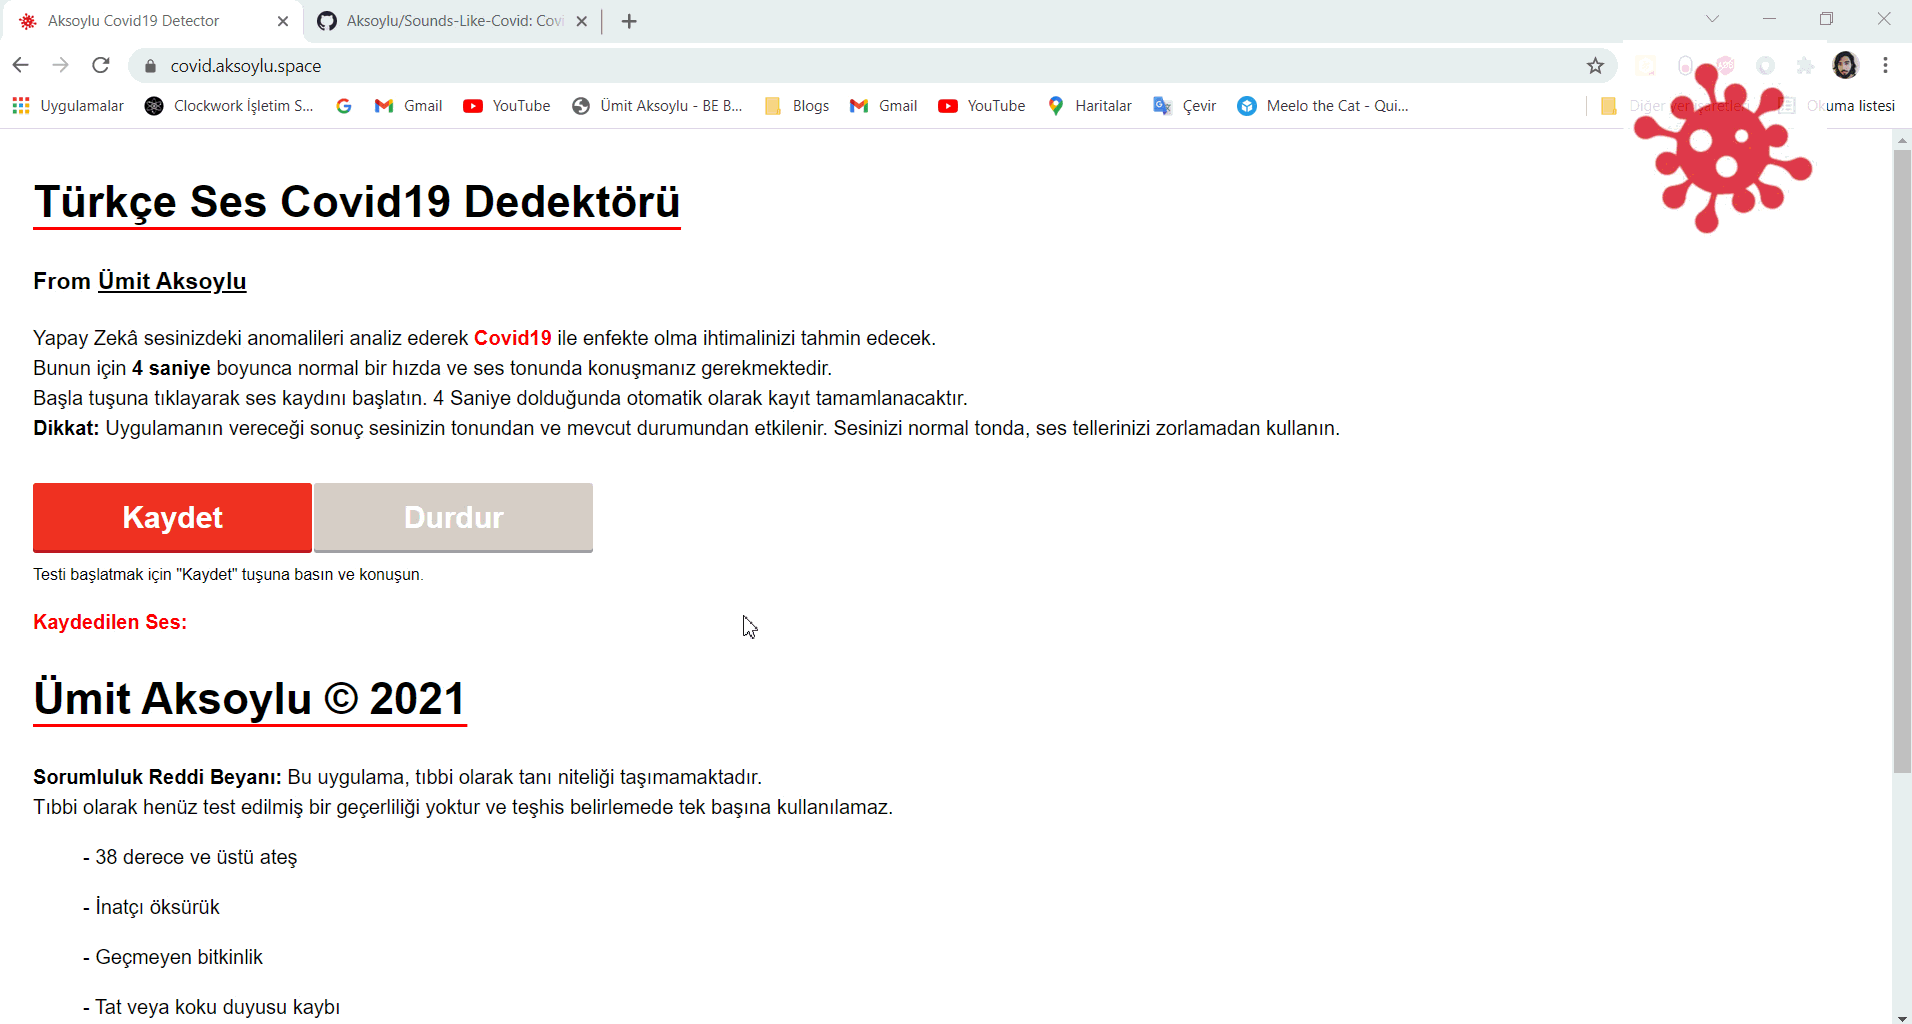 Aksoylu Covid19 Detector
Aksoylu/Sounds-Like-Covid: Covi
covid.aksoylu.space
Uygulamalar
Clockwork İşletim S...
Gmail
YouTube
Ümit Aksoylu - BE B...
Blogs
Gmail
YouTube
Haritalar
Çevir
Meelo the Cat - Qui...
Diğer yer işaretleri
Okuma listesi
Türkçe Ses Covid19 Dedektörü
From Ümit Aksoylu
Yapay Zekâ sesinizdeki anomalileri analiz ederek Covid19 ile enfekte olma ihtimalinizi tahmin edecek.
Bunun için 4 saniye boyunca normal bir hızda ve ses tonunda konuşmanız gerekmektedir.
Başla tuşuna tıklayarak ses kaydını başlatın. 4 Saniye dolduğunda otomatik olarak kayıt tamamlanacaktır.
Dikkat: Uygulamanın vereceği sonuç sesinizin tonundan ve mevcut durumundan etkilenir. Sesinizi normal tonda, ses tellerinizi zorlamadan kullanın.
Kaydet
Durdur
Testi başlatmak için "Kaydet" tuşuna basın ve konuşun.
Kaydedilen Ses:
Ümit Aksoylu © 2021
Sorumluluk Reddi Beyanı: Bu uygulama, tıbbi olarak tanı niteliği taşımamaktadır.
Tıbbi olarak henüz test edilmiş bir geçerliliği yoktur ve teşhis belirlemede tek başına kullanılamaz.
- 38 derece ve üstü ateş
- İnatçı öksürük
- Geçmeyen bitkinlik
- Tat veya koku duyusu kaybı